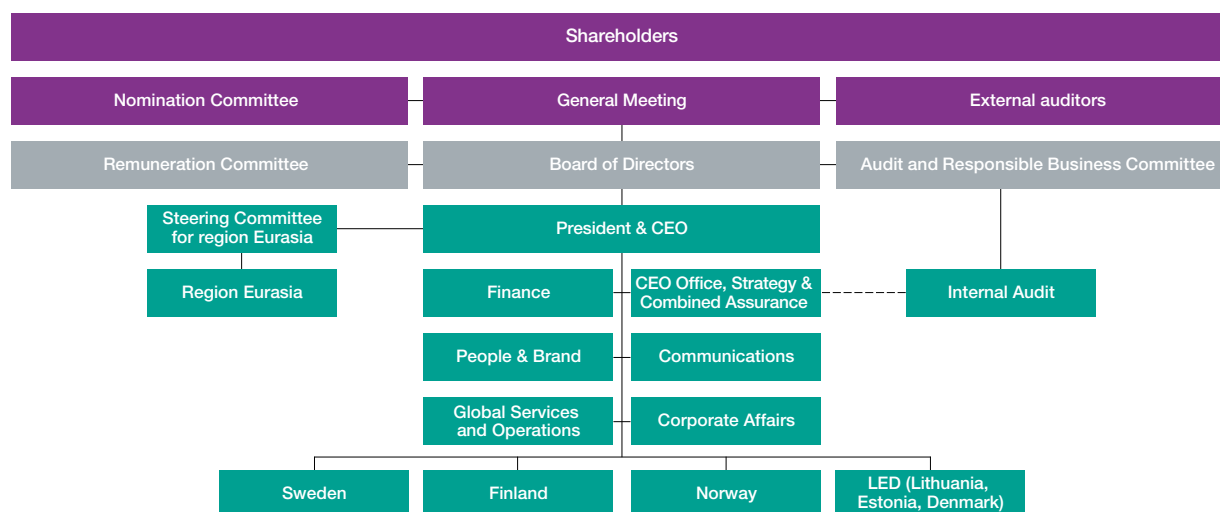 Shareholders
Nomination Committee
General Meeting
External auditors
Remuneration Committee
Board of Directors
Audit and Responsible Business Committee
Steering Committee
for region Eurasia
President & CEO
Region Eurasia
Finance
CEO Office, Strategy &
Combined Assurance
Internal Audit
People & Brand
Communications
Global Services
and Operations
Corporate Affairs
Sweden
Finland
Norway
LED (Lithuania,
Estonia, Denmark)